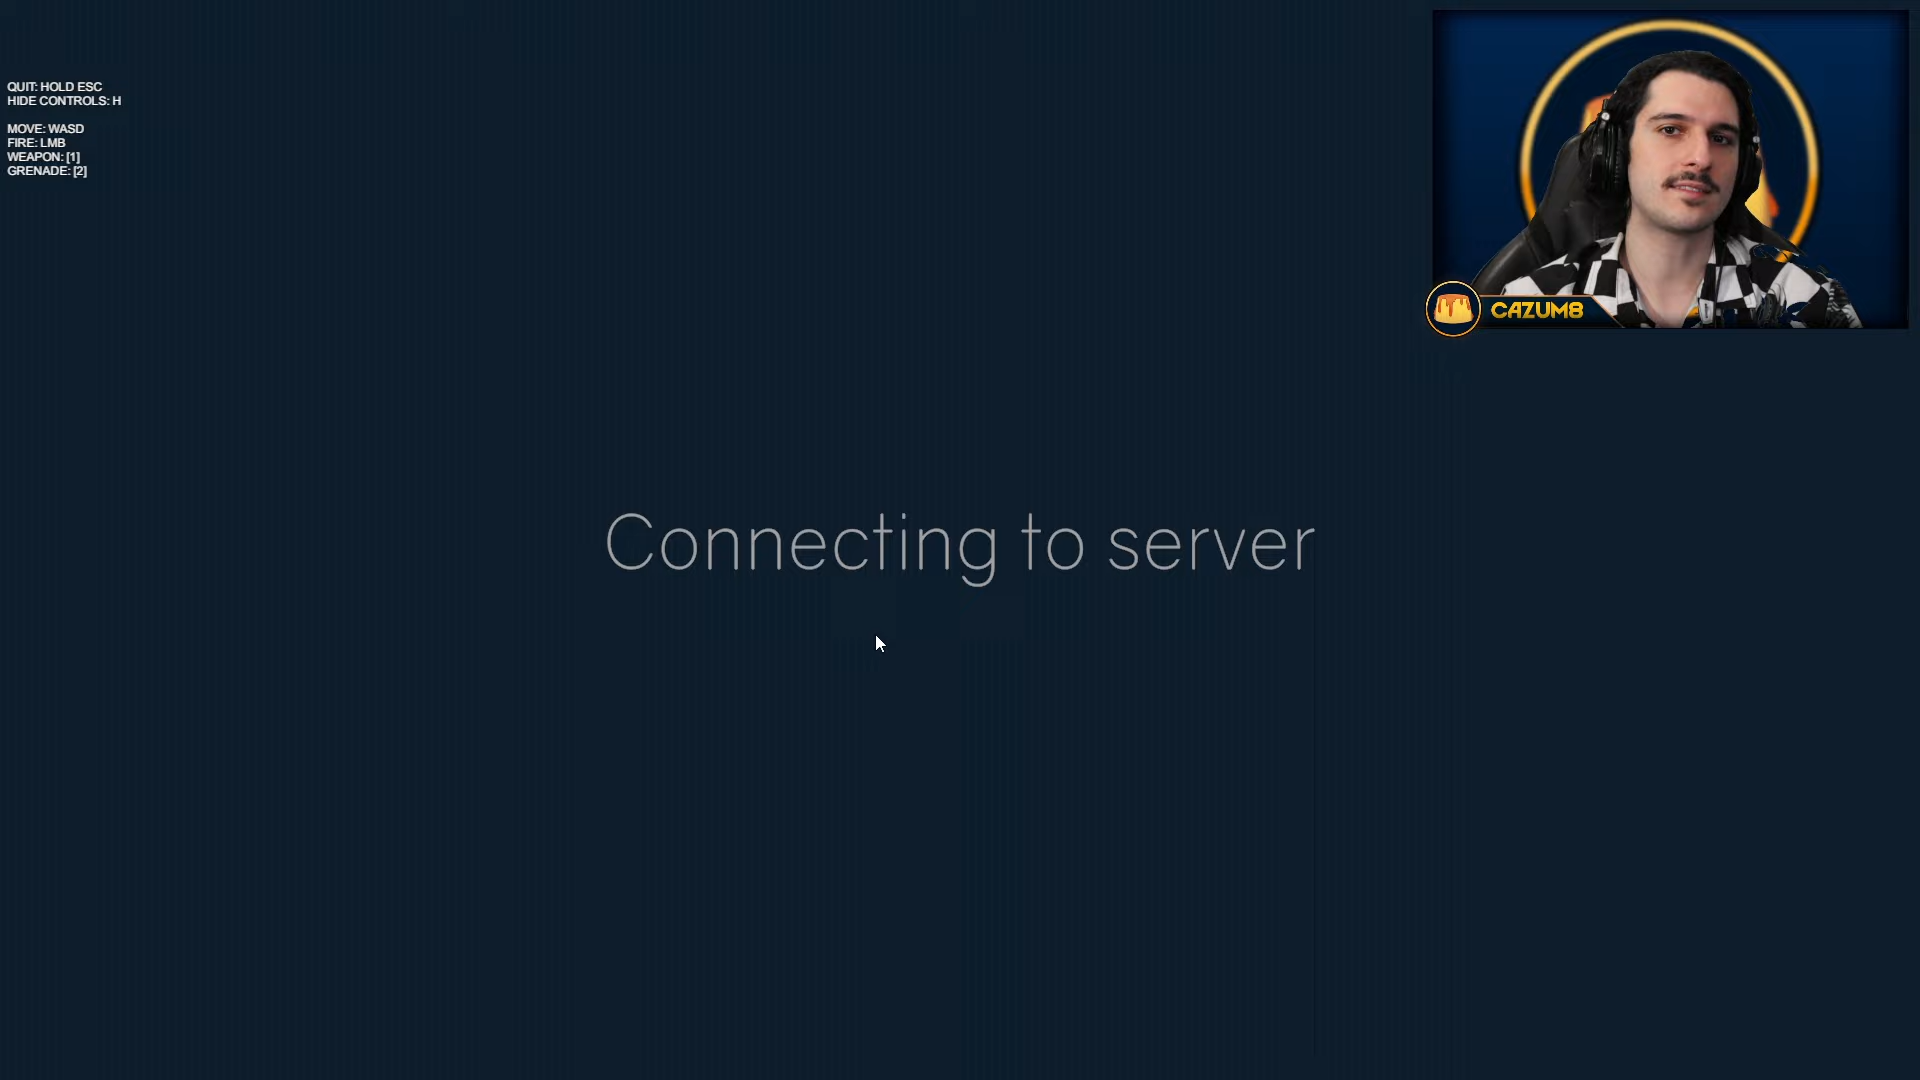 QUIT: HOLD ESC
HIDE CONTROLS: H
MOVE: WASD
FIRE: LMB
WEAPON: [1]
GRENADE: [2]
CAZUM8
Connecting to server